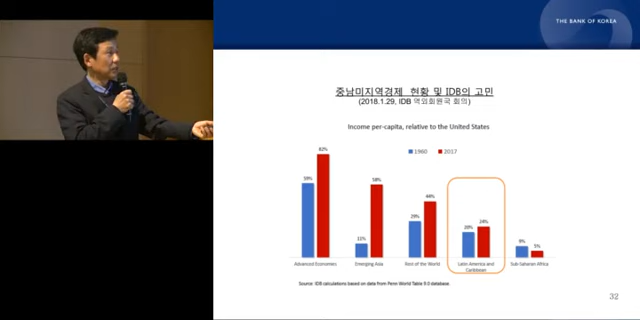 THE BANK OF KOREA
중남미지역경제 현황 및 IDB의 고민
(2018.1.29, IDB 역외회원국 회의)
Income per-capita, relative to the United States
1960 2017
59% 82% 11% 58% 29% 44% 20% 24% 9% 5%
Advanced Economies Emerging Asia Rest of the World Latin America and Sub-Saharan Africa
Caribbean
Source: IDB calculations based on data from Penn World Table 9.0 database.
32